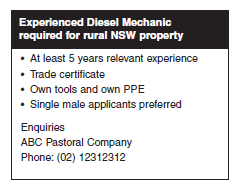 Experienced Diesel Mechanic
required for rural NSW property
• At least 5 years relevant experience
• Trade certificate
• Own tools and own PPE
• Single male applicants preferred
Enquiries
ABC Pastoral Company
Phone: (02) 12312312